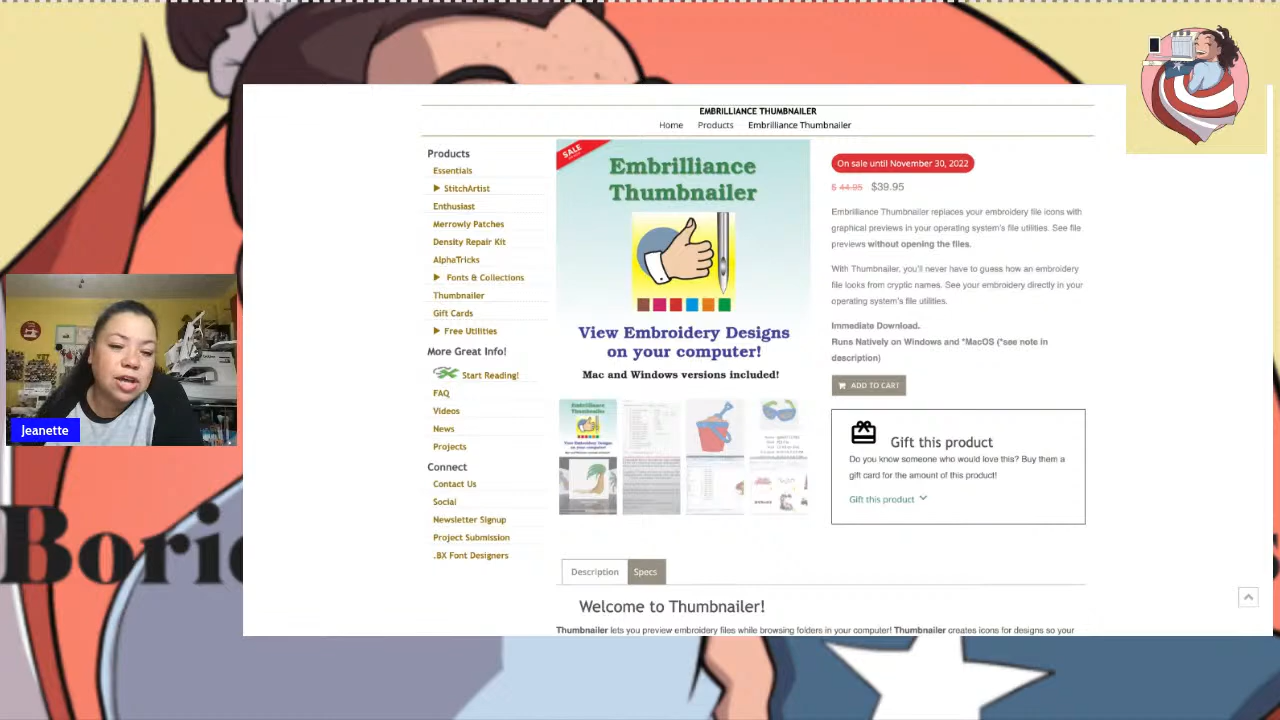 EMBRILLIANCE THUMBNAILER
Home Products Embrilliance Thumbnailer
Products
Essentials
StitchArtist
Enthusiast
Merrowly Patches
Density Repair Kit
AlphaTricks
Fonts & Collections
Thumbnailer
Gift Cards
Free Utilities
More Great Info!
Start Reading!
FAQ
Videos
News
Projects
Connect
Contact Us
Social
Newsletter Signup
Project Submission
.BX Font Designers
SALE
Embrilliance
Thumbnailer
View Embroidery Designs
on your computer!
Mac and Windows versions included!
On sale until November 30, 2022
$ 44.95 $39.95
Embrilliance Thumbnailer replaces your embroidery file icons with
graphical previews in your operating system's file utilities. See file
previews without opening the files.
With Thumbnailer, you'll never have to guess how an embroidery
file looks from cryptic names. See your embroidery directly in your
operating system's file utilities.
Immediate Download.
Runs Natively on Windows and *MacOS (*see note in
description)
ADD TO CART
Gift this product
Do you know someone who would love this? Buy them a
gift card for the amount of this product!
Gift this product
Description Specs
Welcome to Thumbnailer!
Thumbnailer lets you preview embroidery files while browsing folders in your computer! Thumbnailer creates icons for designs so your
Jeanette
Boric